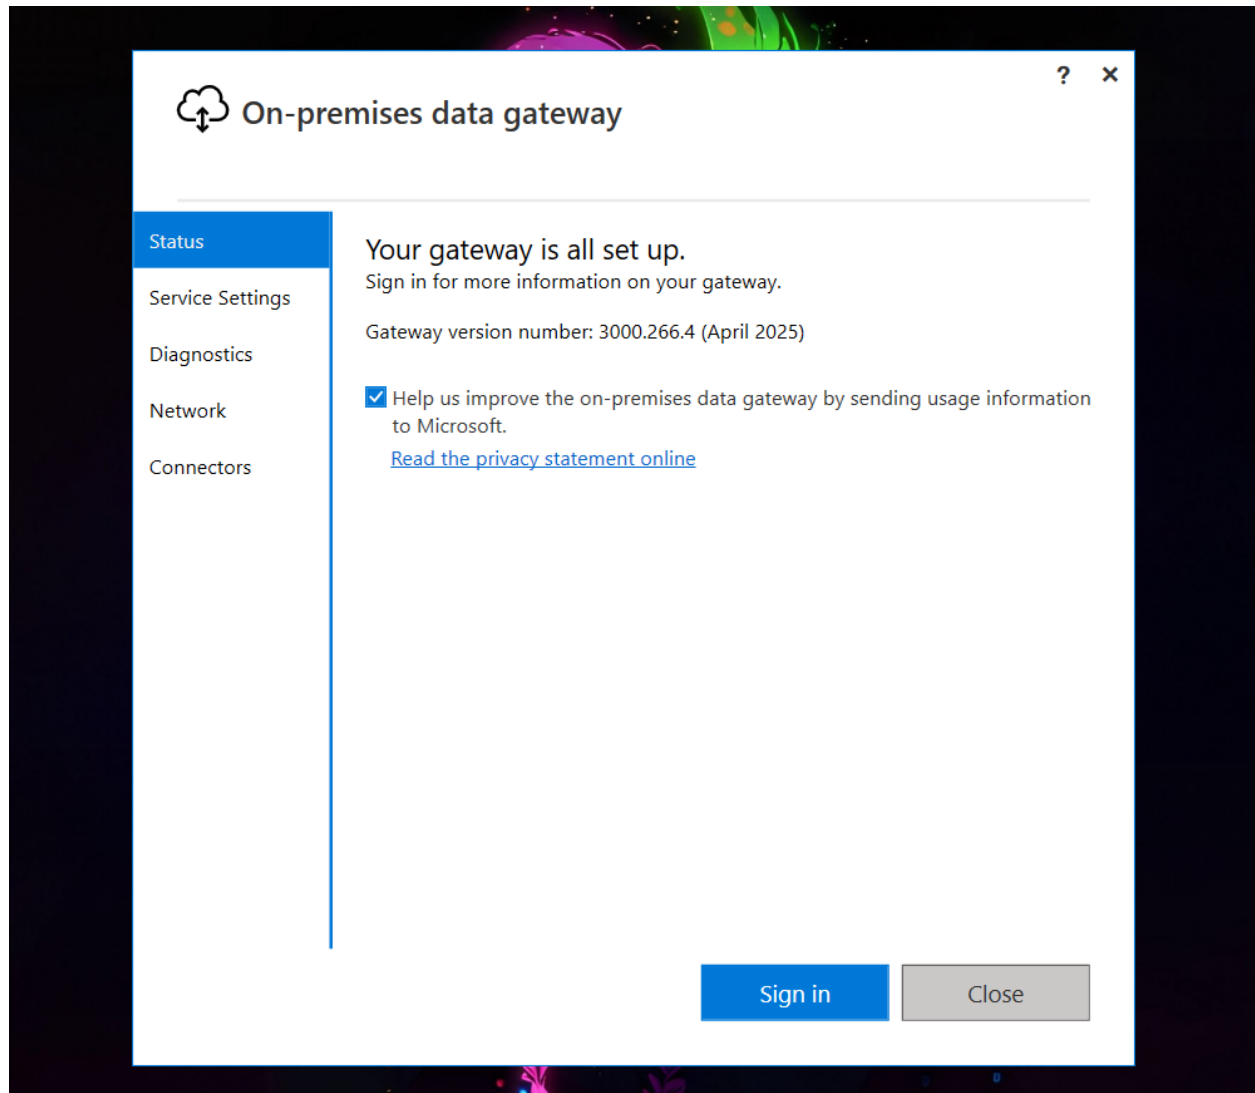 ? ×
On-premises data gateway
Status
Service Settings
Diagnostics
Network
Connectors
Your gateway is all set up.
Sign in for more information on your gateway.
Gateway version number: 3000.266.4 (April 2025)
Help us improve the on-premises data gateway by sending usage information
to Microsoft.
Read the privacy statement online
Sign in
Close